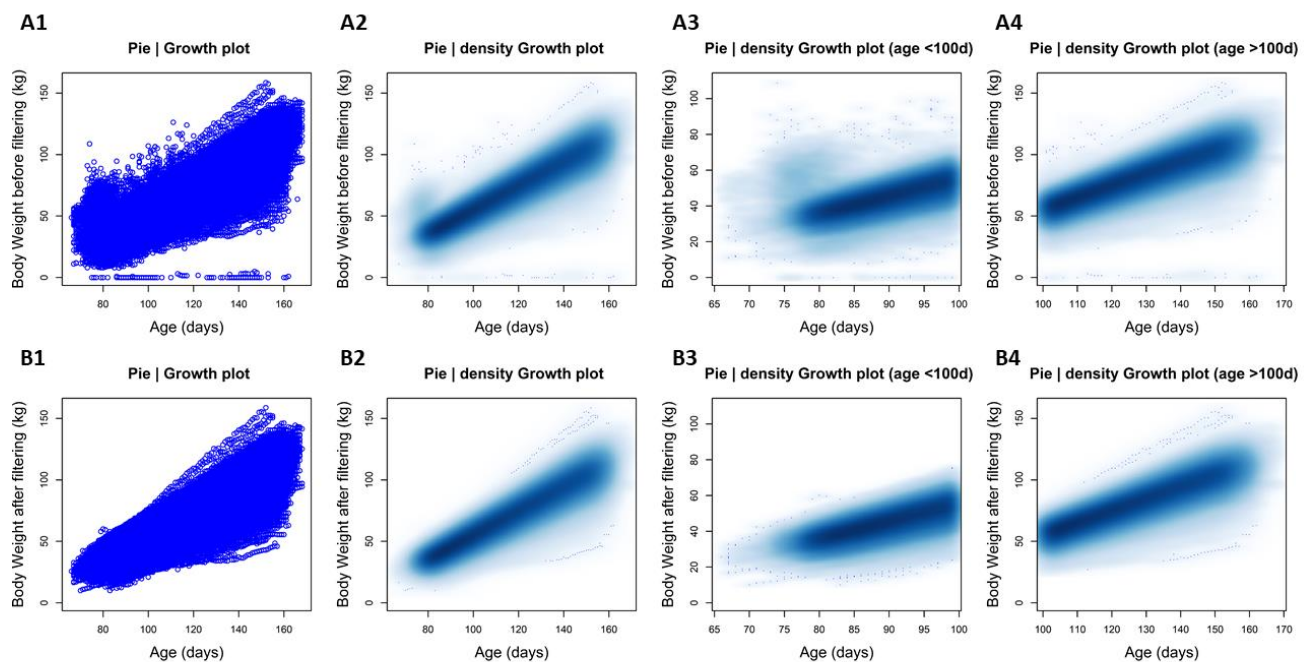 A1
Pie | Growth plot
Body Weight before filtering (kg)
0 50 100 150
80 100 120 140 160
Age (days)
A2
Pie | density Growth plot
Body Weight before filtering (kg)
0 50 100 150
80 100 120 140 160
Age (days)
A3
Pie | density Growth plot (age <100d)
Body Weight before filtering (kg)
0 20 40 60 80 100
65 70 75 80 85 90 95 100
Age (days)
A4
Pie | density Growth plot (age >100d)
Body Weight before filtering (kg)
0 50 100 150
100 110 120 130 140 150 160 170
Age (days)
B1
Pie | Growth plot
Body Weight after filtering (kg)
0 50 100 150
80 100 120 140 160
Age (days)
B2
Pie | density Growth plot
Body Weight after filtering (kg)
0 50 100 150
80 100 120 140 160
Age (days)
B3
Pie | density Growth plot (age <100d)
Body Weight after filtering (kg)
0 20 40 60 80 100
65 70 75 80 85 90 95 100
Age (days)
B4
Pie | density Growth plot (age >100d)
Body Weight after filtering (kg)
0 50 100 150
100 110 120 130 140 150 160 170
Age (days)